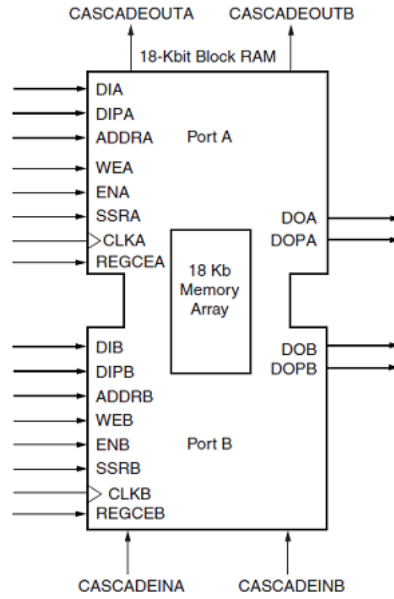 CASCADEOUTA CASCADEOUTB
18-Kbit Block RAM
DIA
DIPA
ADDRA
Port A
WEA
ENA
SSRA
CLKA
REGCEA
DOA
DOPA
18 Kb
Memory
Array
DIB
DIPB
ADDRB
WEB
ENB
SSRB
CLKB
REGCEB
Port B
DOB
DOPB
CASCADEINA CASCADEINB